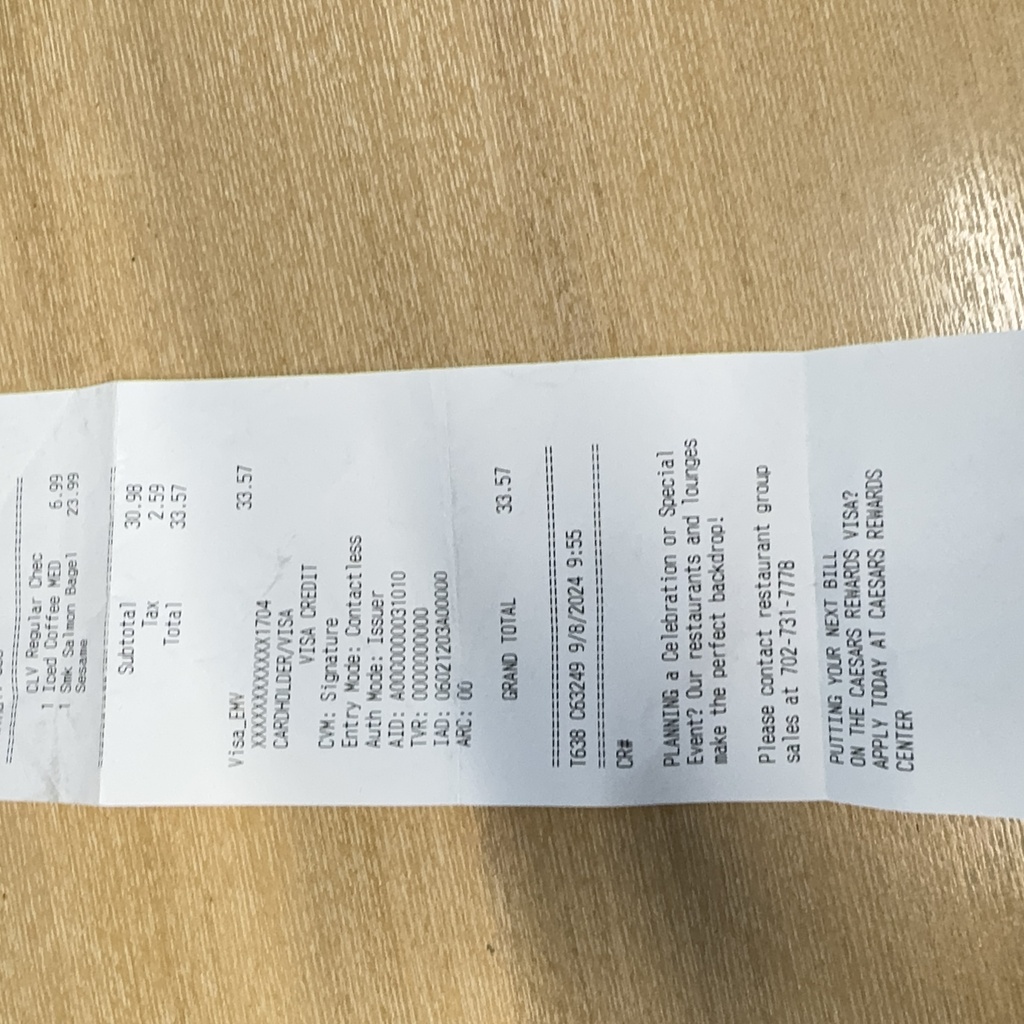 ================================
CLV Regular Chec
1 Iced Coffee MED 6.99
1 Smk Salmon Bagel 23.99
Sesame
================================
Subtotal 30.98
Tax 2.59
Total 33.57
Visa_EMV 33.57
XXXXXXXXXXXX1704
CARDHOLDER/VISA
VISA CREDIT
CVM: Signature
Entry Mode: Contactless
Auth Mode: Issuer
AID: A0000000031010
TVR: 0000000000
IAD: 06021203A00000
ARC: 00
GRAND TOTAL 33.57
================================
T638 C63249 9/8/2024 9:55
================================
CR#
PLANNING a Celebration or Special
Event? Our restaurants and lounges
make the perfect backdrop!
Please contact restaurant group
sales at 702-731-7778
PUTTING YOUR NEXT BILL
ON THE CAESARS REWARDS VISA?
APPLY TODAY AT CAESARS REWARDS
CENTER